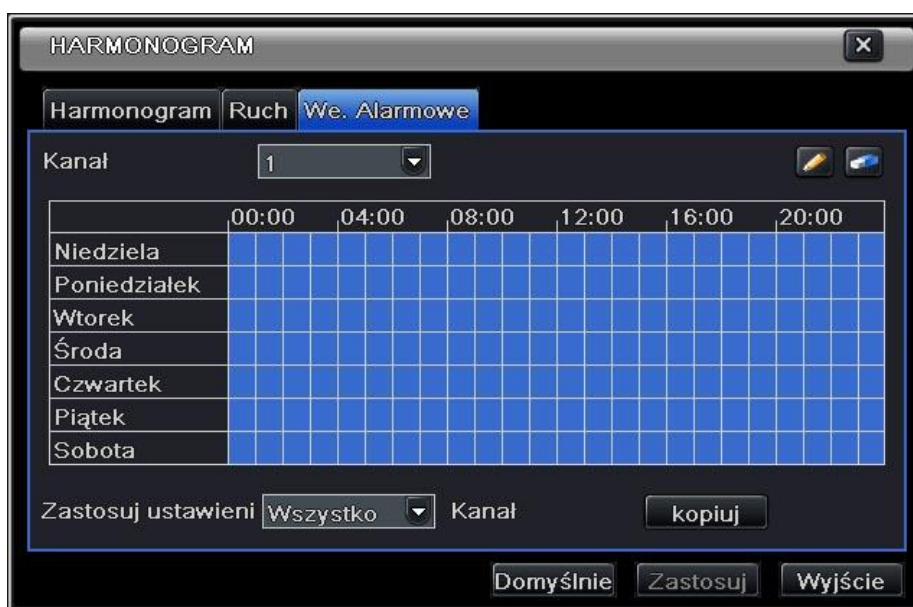 HARMONOGRAM
Harmonogram Ruch We. Alarmowe
Kanał 1
00:00 04:00 08:00 12:00 16:00 20:00
Niedziela
Poniedziałek
Wtorek
Środa
Czwartek
Piątek
Sobota
Zastosuj ustawieni Wszystko Kanał kopiuj
Domyślnie Zastosuj Wyjście